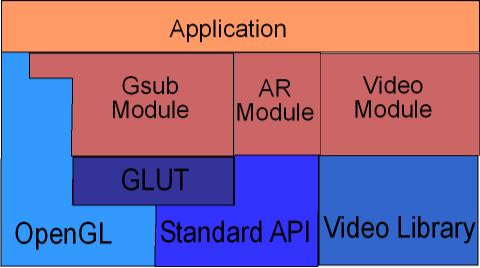 Application
Gsub
Module
AR
Module
Video
Module
GLUT
OpenGL
Standard API
Video Library